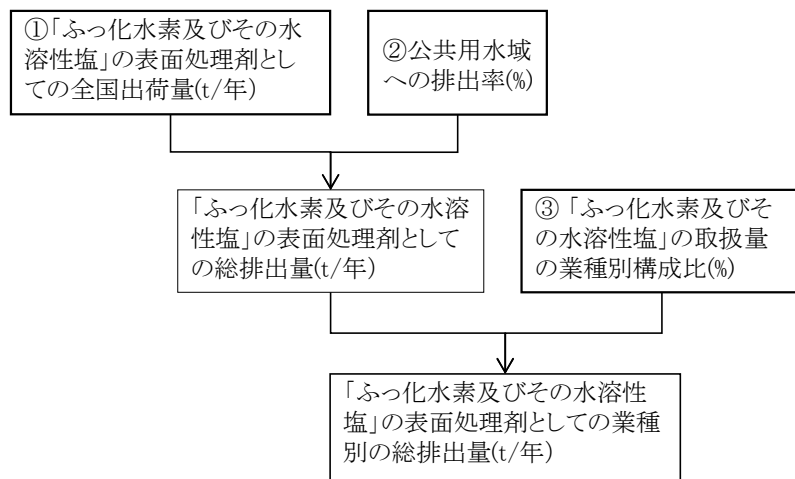 ①「ふっ化水素及びその水
溶性塩」の表面処理剤とし
ての全国出荷量(t/年)
②公共用水域
への排出率(%)
「ふっ化水素及びその水溶
性塩」の表面処理剤として
の総排出量(t/年)
③「ふっ化水素及びそ
の水溶性塩」の取扱量
の業種別構成比(%)
「ふっ化水素及びその水溶性
塩」の表面処理剤としての業種
別の総排出量(t/年)